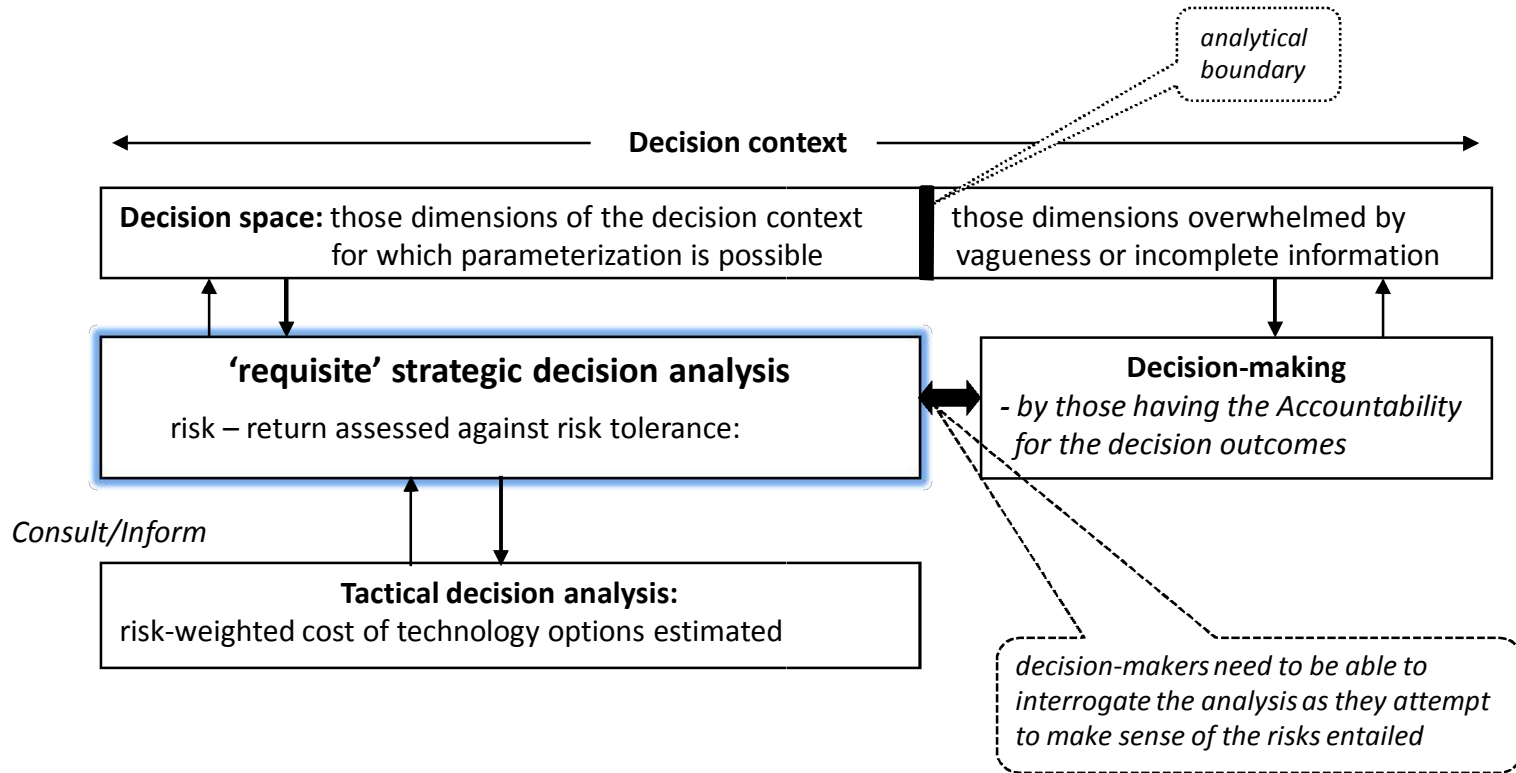 analytical
boundary
Decision context
Decision space: those dimensions of the decision context
for which parameterization is possible
those dimensions overwhelmed by
vagueness or incomplete information
‘requisite’ strategic decision analysis
risk – return assessed against risk tolerance:
Decision-making
- by those having the Accountability
for the decision outcomes
Consult/Inform
Tactical decision analysis:
risk-weighted cost of technology options estimated
decision-makers need to be able to
interrogate the analysis as they attempt
to make sense of the risks entailed